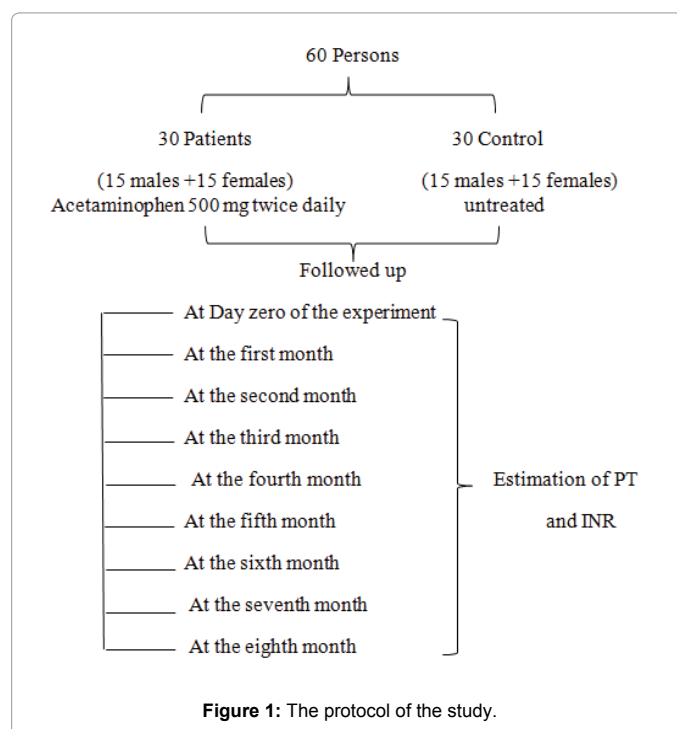 60 Persons
30 Patients
30 Control
(15 males +15 females)
(15 males +15 females)
Acetaminophen 500 mg twice daily
untreated
Followed up
At Day zero of the experiment
At the first month
At the second month
At the third month
At the fourth month
Estimation of PT
At the fifth month
and INR
At the sixth month
At the seventh month
At the eighth month
Figure 1: The protocol of the study.